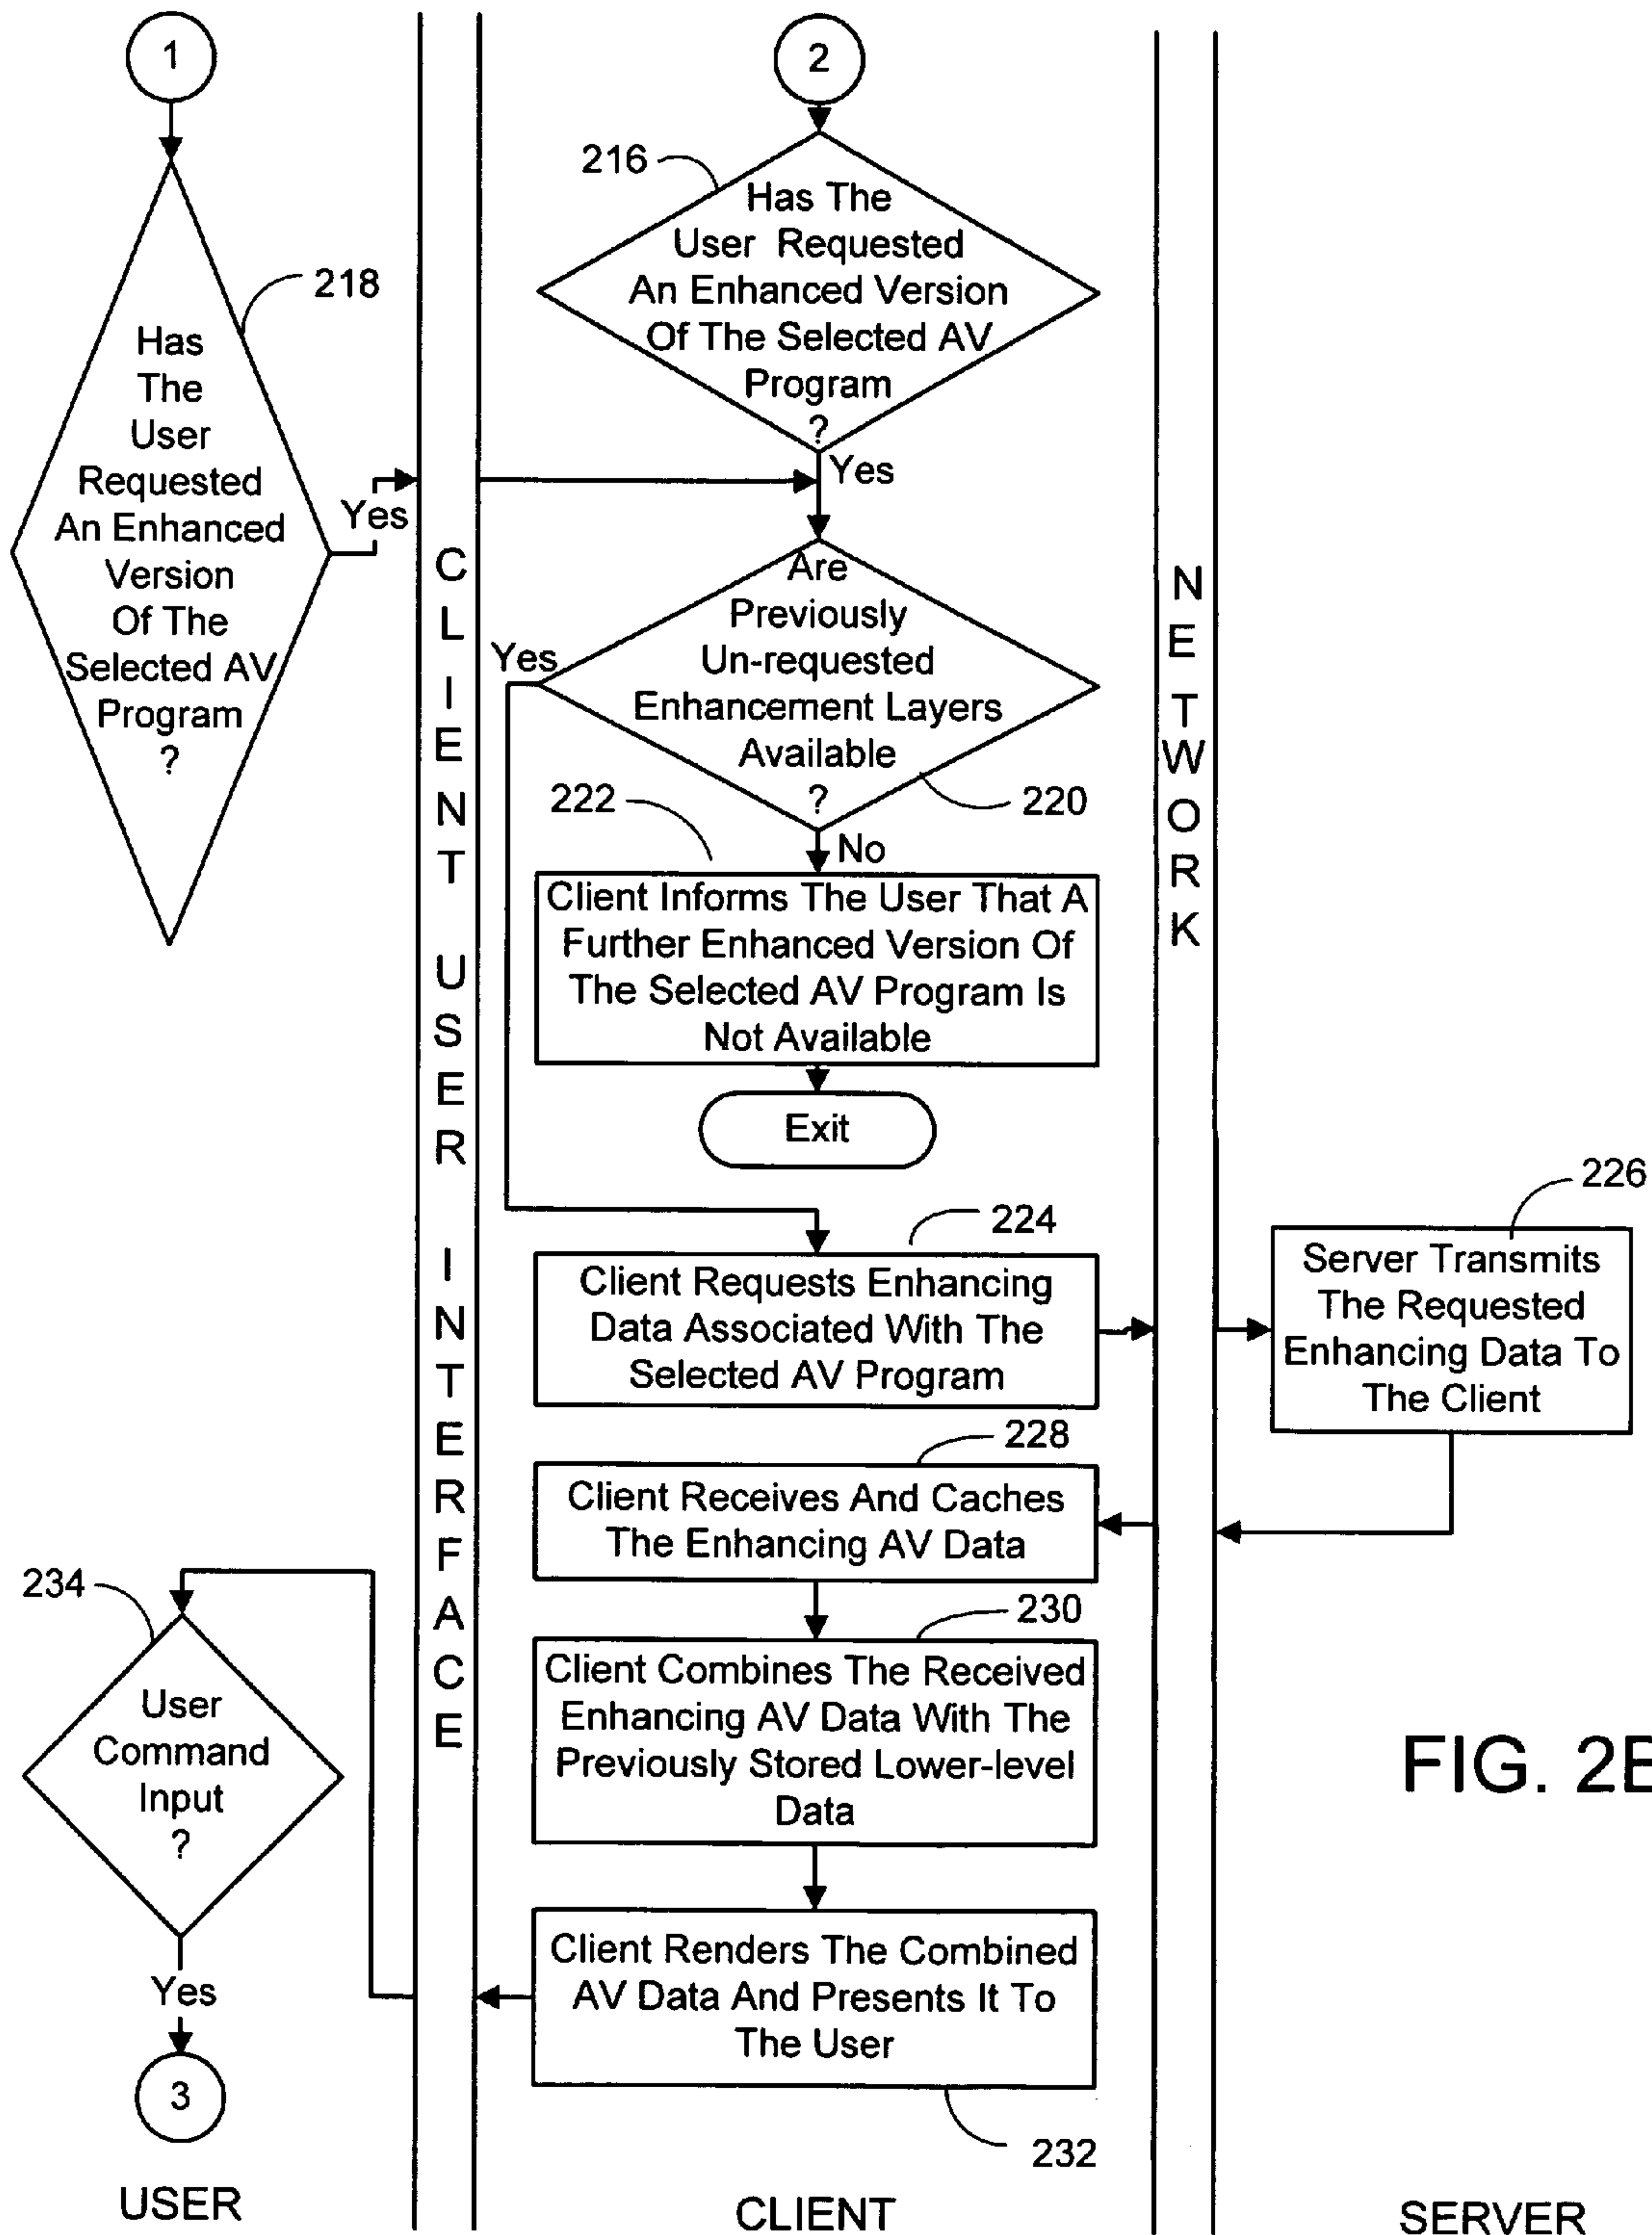 1
2
216
Has The
User Requested
An Enhanced Version
Of The Selected AV
Program
?
Yes
218
Has
The
User
Requested
An Enhanced
Version
Of The
Selected AV
Program
?
Yes
CLIENT USER INTERFACE
NETWORK
Are
Previously
Un-requested
Enhancement Layers
Available
?
Yes
220
No
222
Client Informs The User That A
Further Enhanced Version Of
The Selected AV Program Is
Not Available
Exit
224
Client Requests Enhancing
Data Associated With The
Selected AV Program
226
Server Transmits
The Requested
Enhancing Data To
The Client
228
Client Receives And Caches
The Enhancing AV Data
230
Client Combines The Received
Enhancing AV Data With The
Previously Stored Lower-level
Data
Client Renders The Combined
AV Data And Presents It To
The User
232
234
User
Command
Input
?
Yes
3
FIG. 2B
USER
CLIENT
SERVER